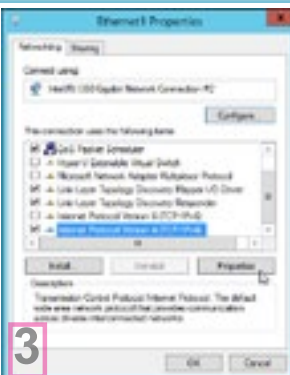 Ethernet Properties
Networking Sharing
Connect using:
Gigabit Network Connection #2
Configure...
This connection uses the following items:
QoS Packet Scheduler
Hyper-V Extensible Virtual Switch
Microsoft Network Adapter Multiplexor Protocol
Link-Layer Topology Discovery Mapper I/O Driver
Link-Layer Topology Discovery Responder
Internet Protocol Version 6 (TCP/IPv6)
Internet Protocol Version 4 (TCP/IPv4)
Install... Uninstall Properties
Description
Transmission Control Protocol/Internet Protocol. The default
wide area network protocol that provides communication
across diverse interconnected networks.
3
OK Cancel